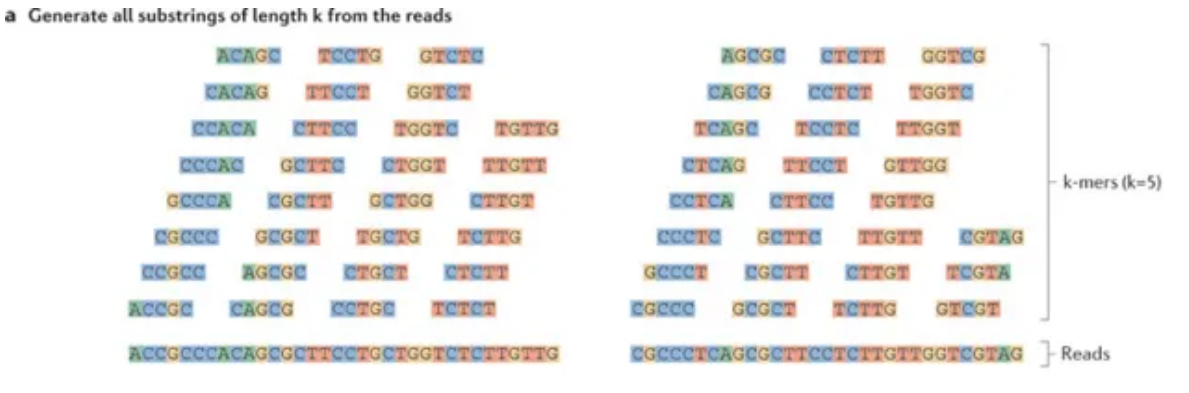 a Generate all substrings of length k from the reads
ACAGC TCCTG GTCTC AGCGC CTCTT GGTCG
CACAG TTCCT GGTCT CAGCG CCTCT TGGTC
CCACA CTTCC TGGTC TGTTG TCAGC TCCTC TTGGT
CCCAC GCTTC CTGGT TTGTT CTCAG TTCCT GTTGG
GCCCA CGCTT GCTGG CTTGT CCTCA CTTCC TGTTG
k-mers (k=5)
CGCCC GCGCT TGCTG TCTTG CCCTC GCTTC TTGTT CGTAG
CCGCC AGCGC CTGCT CTCTT GCCCT CGCTT CTTGT TCGTA
ACCGC CAGCG CCTGC TCTCT CGCCC GCGCT TCTTG GTCGT
ACCGCCCACAGCGCTTCCTGCTGGTCTCTTGTTG CGCCCTCAGCGCTTCCTCTTGTTGGTCGTAG Reads